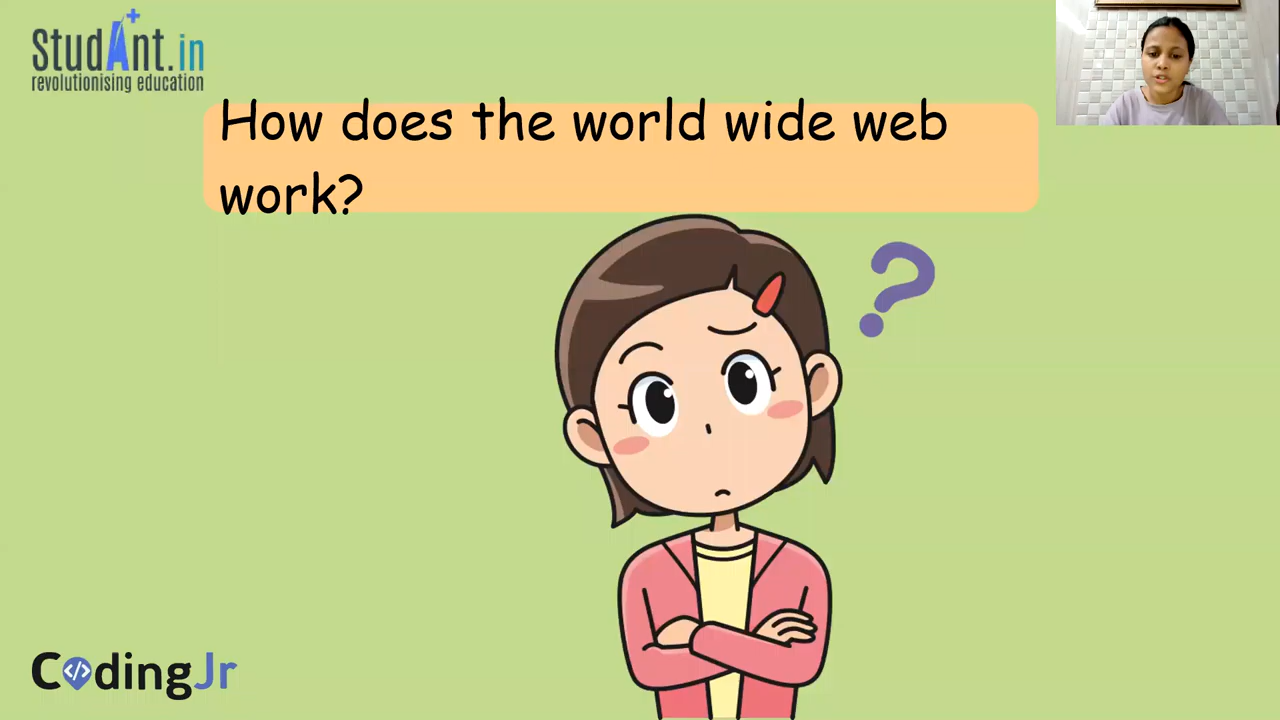 StudAnt.in
revolutionising education
How does the world wide web
work?
?
CodingJr